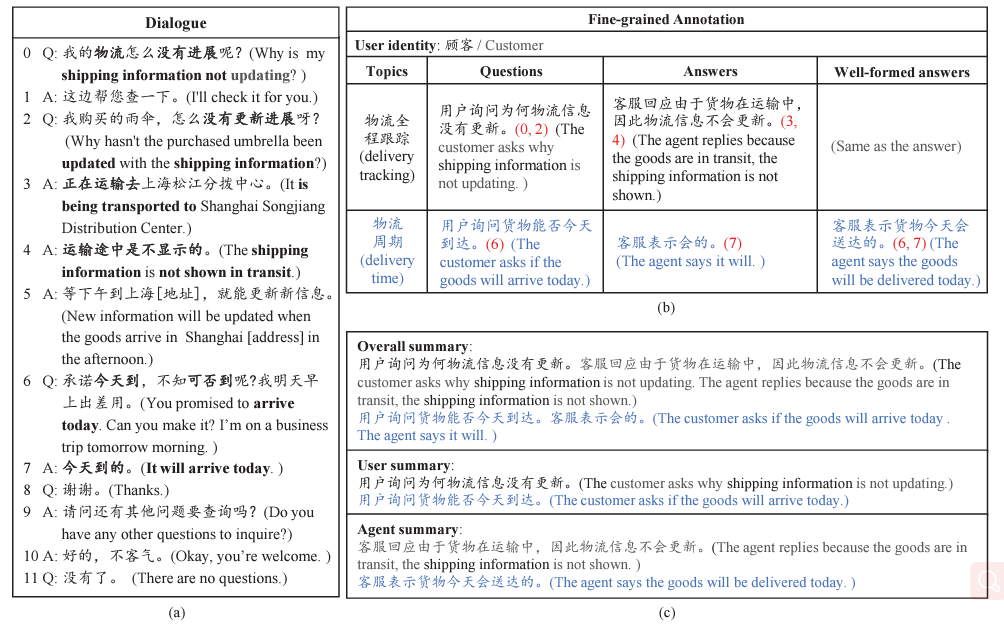 Dialogue
0 Q: 我的物流怎么没有进展呢? (Why is my
shipping information not updating? )
1 A: 这边帮您查一下。(I'll check it for you.)
2 Q: 我购买的雨伞, 怎么没有更新进展呀?
(Why hasn't the purchased umbrella been
updated with the shipping information?)
3 A: 正在运输去上海松江分拨中心。(It is
being transported to Shanghai Songjiang
Distribution Center.)
4 A: 运输途中是不显示的。(The shipping
information is not shown in transit.)
5 A: 等下午到上海[地址], 就能更新新信息。
(New information will be updated when
the goods arrive in Shanghai [address] in
the afternoon.)
6 Q: 承诺今天到, 不知可否到呢?我明天早
上出差用。(You promised to arrive
today. Can you make it? I'm on a business
trip tomorrow morning. )
7 A: 今天到的。(It will arrive today. )
8 Q: 谢谢。(Thanks.)
9 A: 请问还有其他问题要查询吗? (Do you
have any other questions to inquire?)
10 A: 好的, 不客气。(Okay, you're welcome. )
11 Q: 没有了。 (There are no questions.)
(a)
Fine-grained Annotation
User identity: 顾客 / Customer
Topics
Questions
Answers
Well-formed answers
物流全
程跟踪
(delivery
tracking)
用户询问为何物流信息
没有更新。(0, 2) (The
customer asks why
shipping information is
not updating. )
客服回应由于货物在运输中,
因此物流信息不会更新。(3,
4) (The agent replies because
the goods are in transit, the
shipping information is not
shown.)
(Same as the answer)
物流
周期
(delivery
time)
用户询问货物能否今天
到达。(6) (The
customer asks if the
goods will arrive today.)
客服表示会的。(7)
(The agent says it will. )
客服表示货物今天会
送达的。(6, 7) (The
agent says the goods
will be delivered today.)
(b)
Overall summary:
用户询问为何物流信息没有更新。客服回应由于货物在运输中, 因此物流信息不会更新。(The
customer asks why shipping information is not updating. The agent replies because the goods are in
transit, the shipping information is not shown.)
用户询问货物能否今天到达。客服表示会的。(The customer asks if the goods will arrive today .
The agent says it will. )
User summary:
用户询问为何物流信息没有更新。(The customer asks why shipping information is not updating.)
用户询问货物能否今天到达。(The customer asks if the goods will arrive today.)
Agent summary:
客服回应由于货物在运输中, 因此物流信息不会更新。(The agent replies because the goods are in
transit, the shipping information is not shown. )
客服表示货物今天会送达的。(The agent says the goods will be delivered today. )
(c)